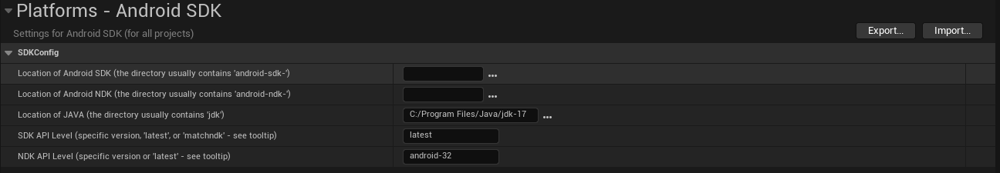 Platforms - Android SDK
Settings for Android SDK (for all projects)
Export...
Import...
SDKConfig
Location of Android SDK (the directory usually contains 'android-sdk-')
...
Location of Android NDK (the directory usually contains 'android-ndk-')
...
Location of JAVA (the directory usually contains 'jdk')
C:/Program Files/Java/jdk-17
...
SDK API Level (specific version, 'latest', or 'matchndk' - see tooltip)
latest
NDK API Level (specific version or 'latest' - see tooltip)
android-32